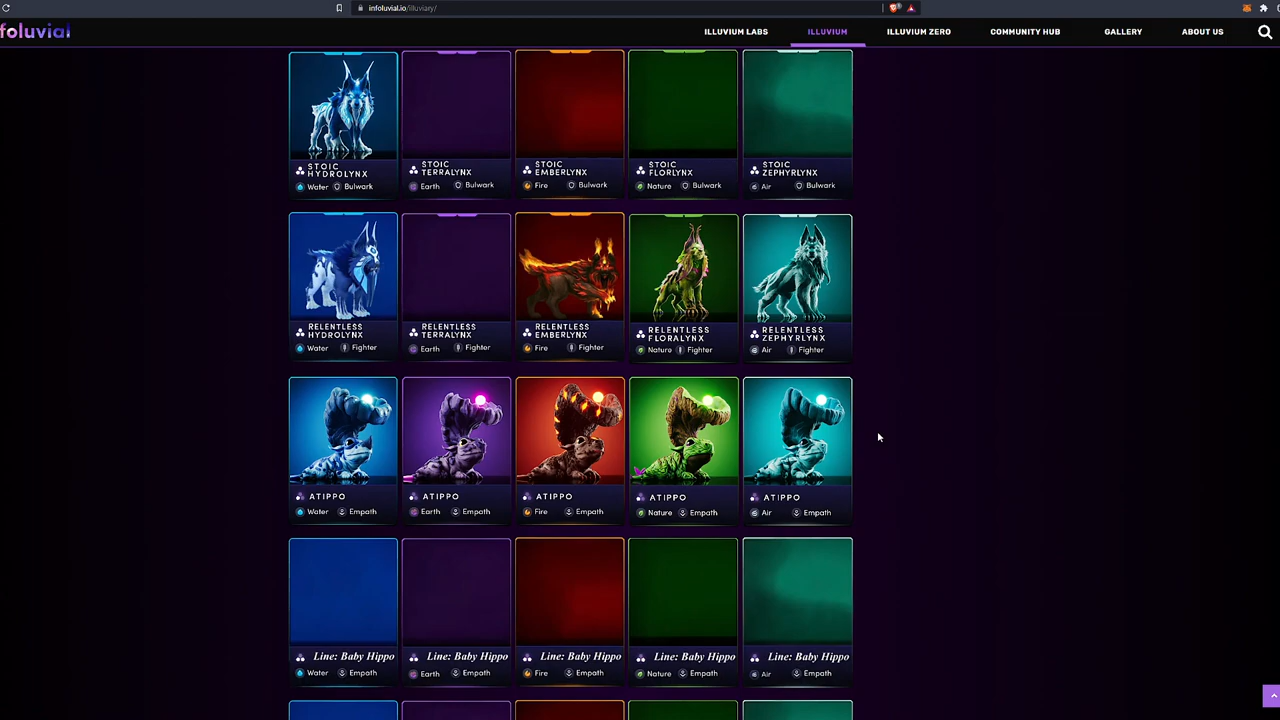 infoluvial.io/illuviary/
foluvial
ILLUVIUM LABS
ILLUVIUM
ILLUVIUM ZERO
COMMUNITY HUB
GALLERY
ABOUT US
STOIC
HYDROLYNX
Water Bulwark
STOIC
TERRALYNX
Earth Bulwark
STOIC
EMBERLYNX
Fire Bulwark
STOIC
FLORLYNX
Nature Bulwark
STOIC
ZEPHYRLYNX
Air Bulwark
RELENTLESS
HYDROLYNX
Water Fighter
RELENTLESS
TERRALYNX
Earth Fighter
RELENTLESS
EMBERLYNX
Fire Fighter
RELENTLESS
FLORALYNX
Nature Fighter
RELENTLESS
ZEPHYRLYNX
Air Fighter
ATIPPO
Water Empath
ATIPPO
Earth Empath
ATIPPO
Fire Empath
ATIPPO
Nature Empath
ATIPPO
Air Empath
Line: Baby Hippo
Water Empath
Line: Baby Hippo
Earth Empath
Line: Baby Hippo
Fire Empath
Line: Baby Hippo
Nature Empath
Line: Baby Hippo
Air Empath